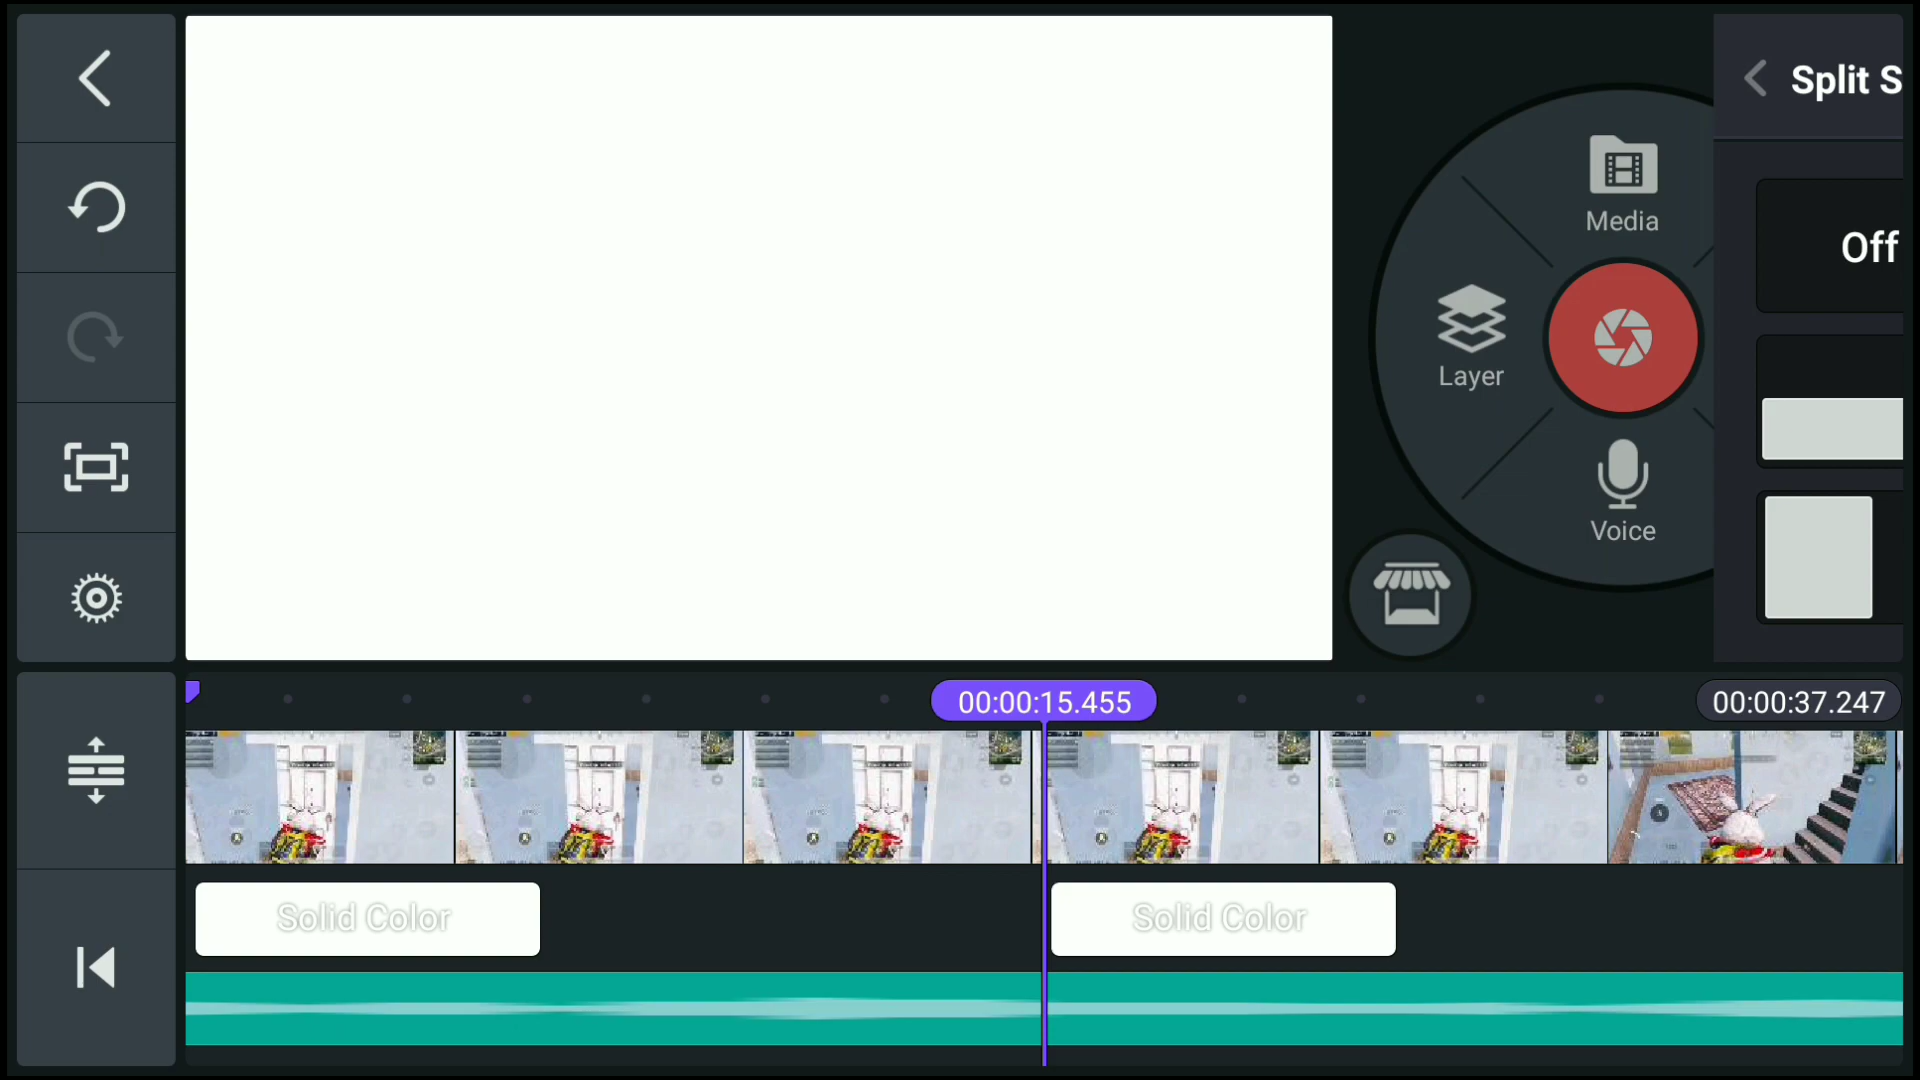 Split S
Media
Off
Layer
Voice
00:00:15.455
00:00:37.247
Solid Color
Solid Color